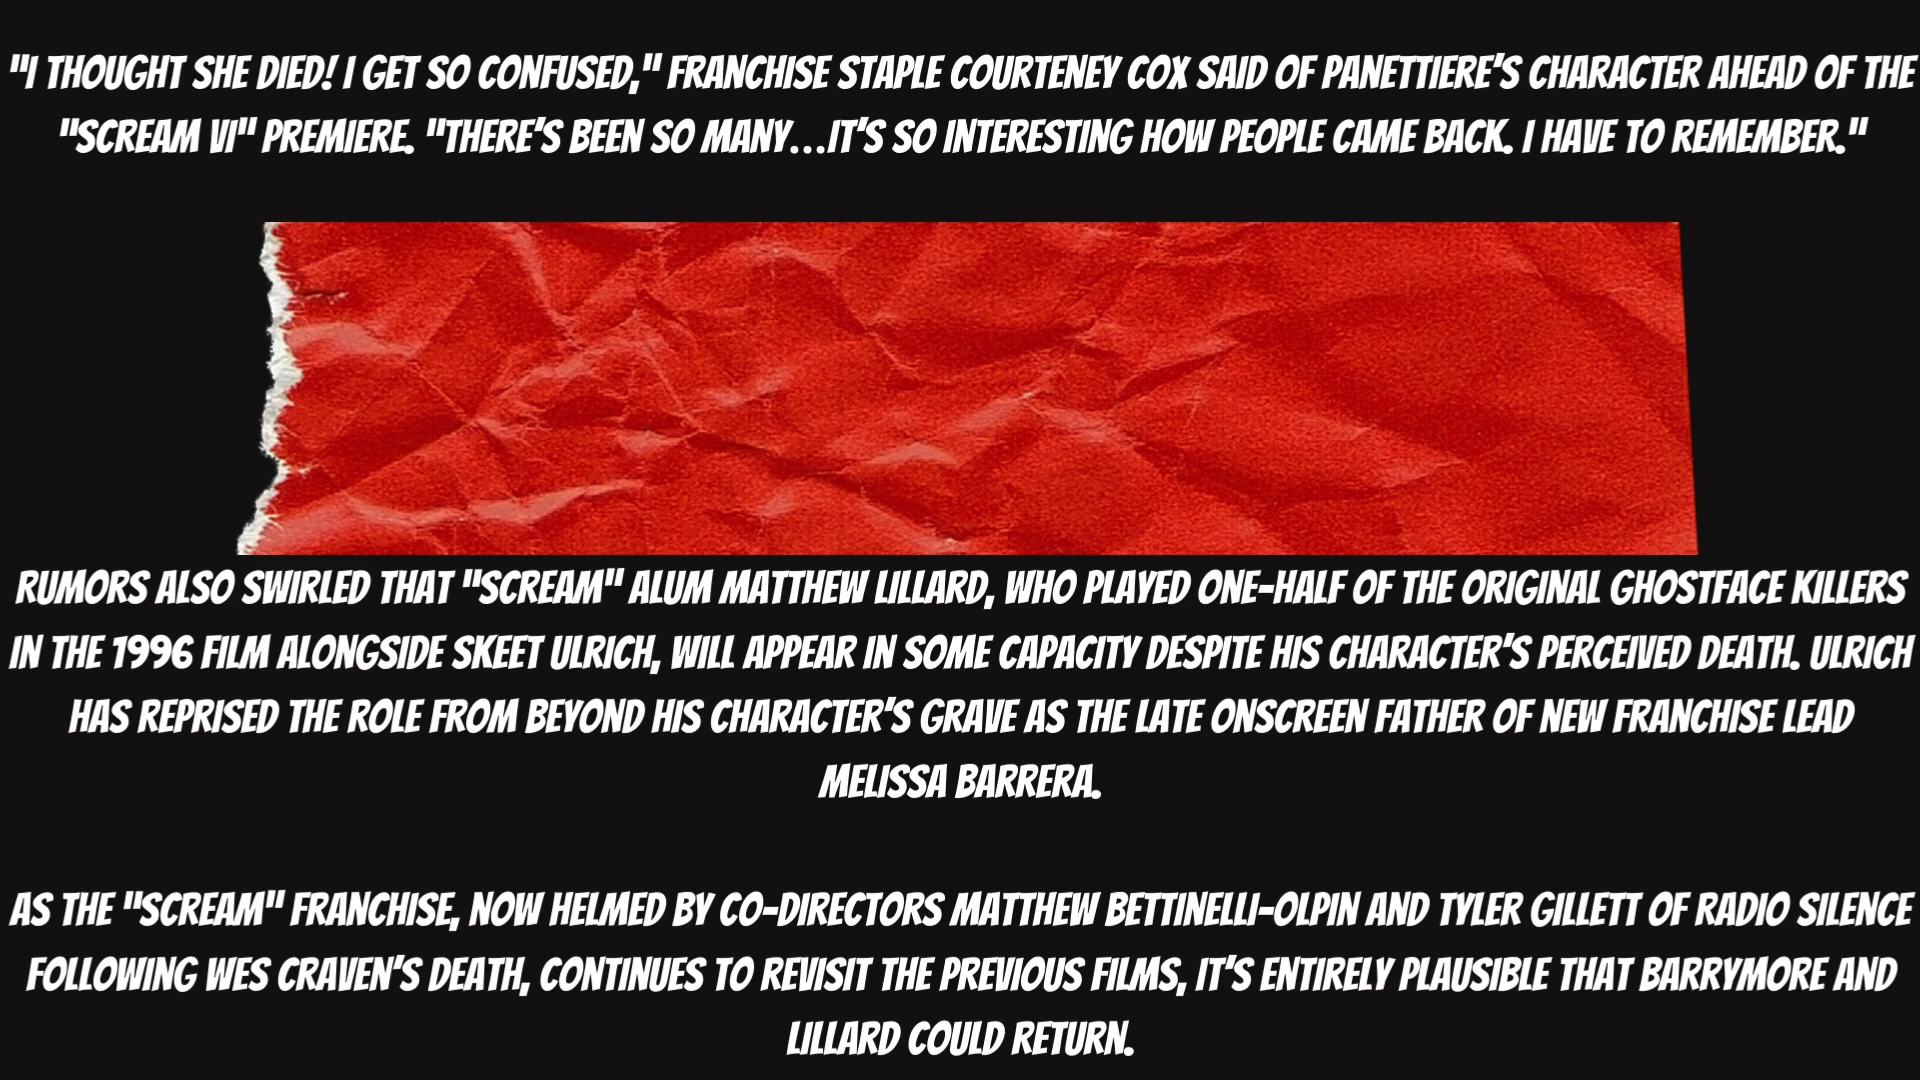 "I THOUGHT SHE DIED! I GET SO CONFUSED," FRANCHISE STAPLE COURTENEY COX SAID OF PANETTIERE'S CHARACTER AHEAD OF THE
"SCREAM VI" PREMIERE. "THERE'S BEEN SO MANY...IT'S SO INTERESTING HOW PEOPLE CAME BACK. I HAVE TO REMEMBER."
RUMORS ALSO SWIRLED THAT "SCREAM" ALUM MATTHEW LILLARD, WHO PLAYED ONE-HALF OF THE ORIGINAL GHOSTFACE KILLERS
IN THE 1996 FILM ALONGSIDE SKEET ULRICH, WILL APPEAR IN SOME CAPACITY DESPITE HIS CHARACTER'S PERCEIVED DEATH. ULRICH
HAS REPRISED THE ROLE FROM BEYOND HIS CHARACTER'S GRAVE AS THE LATE ONSCREEN FATHER OF NEW FRANCHISE LEAD
MELISSA BARRERA.
AS THE "SCREAM" FRANCHISE, NOW HELMED BY CO-DIRECTORS MATTHEW BETTINELLI-OLPIN AND TYLER GILLETT OF RADIO SILENCE
FOLLOWING WES CRAVEN'S DEATH, CONTINUES TO REVISIT THE PREVIOUS FILMS, IT'S ENTIRELY PLAUSIBLE THAT BARRYMORE AND
LILLARD COULD RETURN.